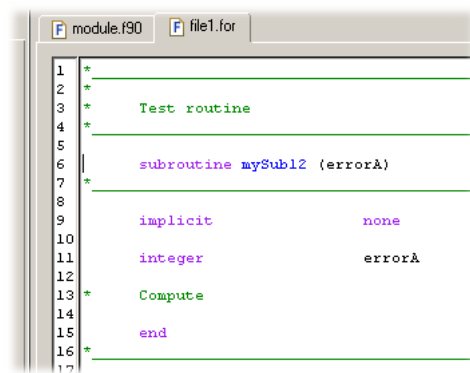 module.f90 file1.for
1 *
2 *
3 * Test routine
4 *
5
6 subroutine mySub12 (errorA)
7 *
8
9 implicit none
10
11 integer errorA
12
13 * Compute
14
15 end
16 *
17